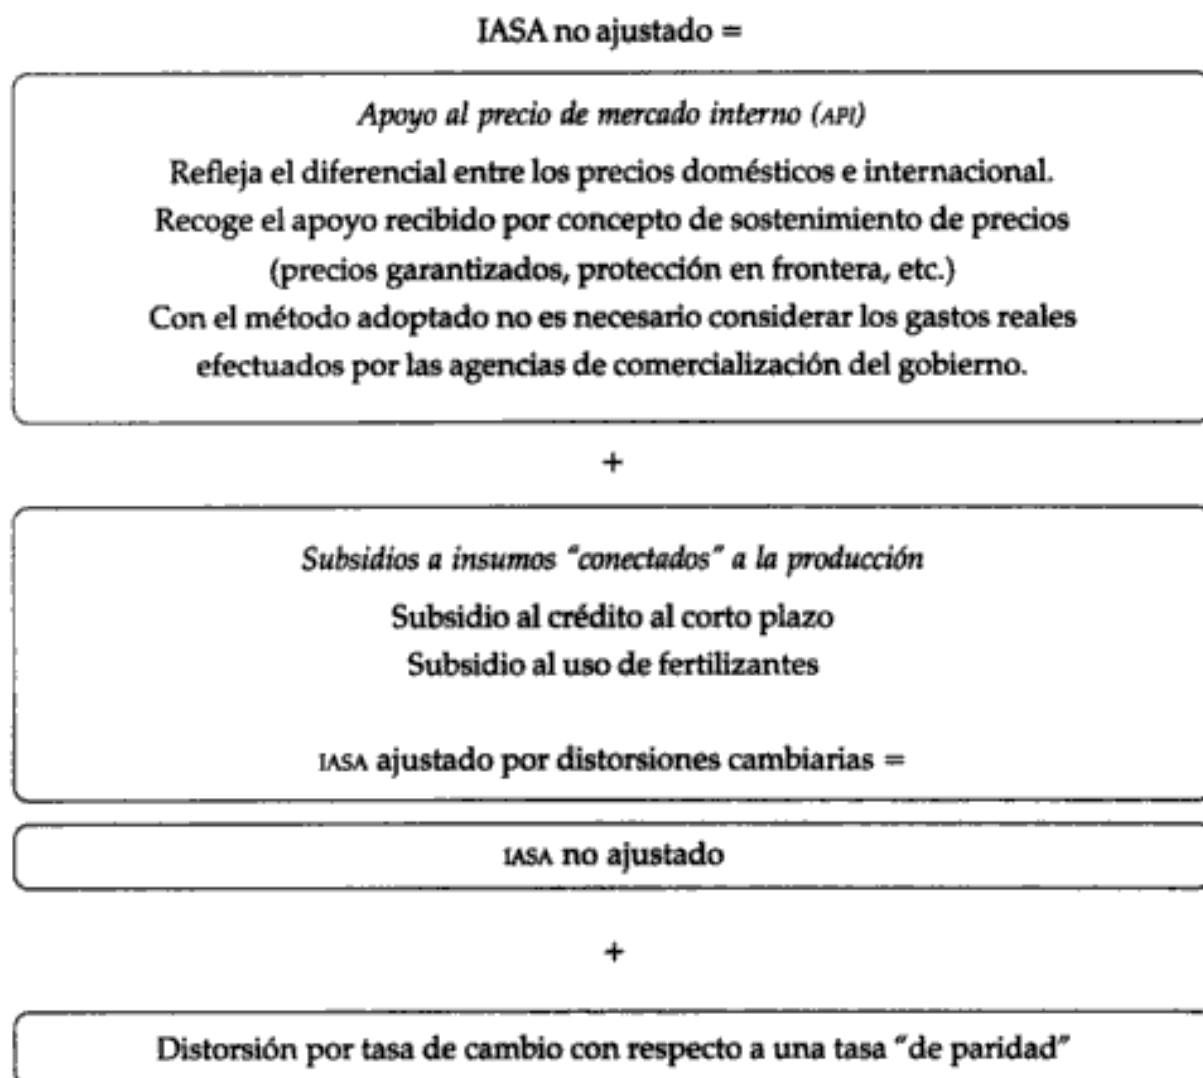 IASA no ajustado =
Apoyo al precio de mercado interno (API)
Refleja el diferencial entre los precios domésticos e internacional.
Recoge el apoyo recibido por concepto de sostenimiento de precios
(precios garantizados, protección en frontera, etc.)
Con el método adoptado no es necesario considerar los gastos reales
efectuados por las agencias de comercialización del gobierno.
+
Subsidios a insumos "conectados" a la producción
Subsidio al crédito al corto plazo
Subsidio al uso de fertilizantes
IASA ajustado por distorsiones cambiarias =
IASA no ajustado
+
Distorsión por tasa de cambio con respecto a una tasa "de paridad"